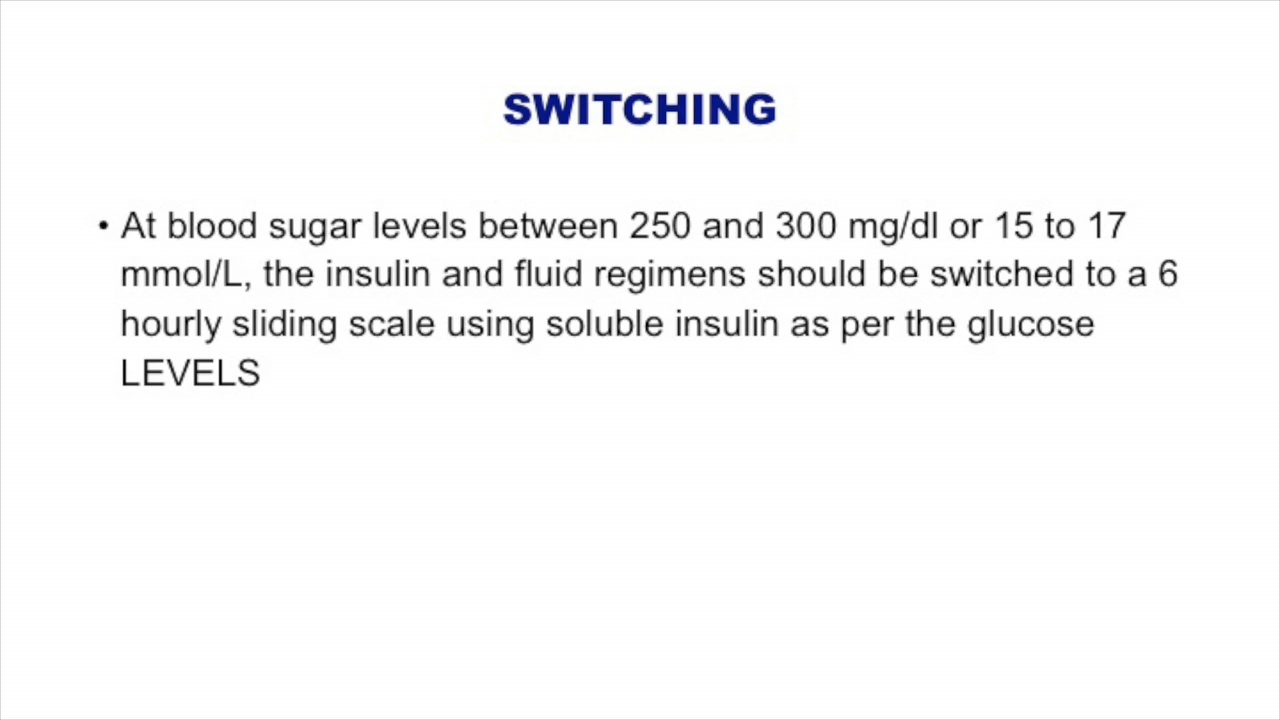 SWITCHING
• At blood sugar levels between 250 and 300 mg/dl or 15 to 17
mmol/L, the insulin and fluid regimens should be switched to a 6
hourly sliding scale using soluble insulin as per the glucose
LEVELS